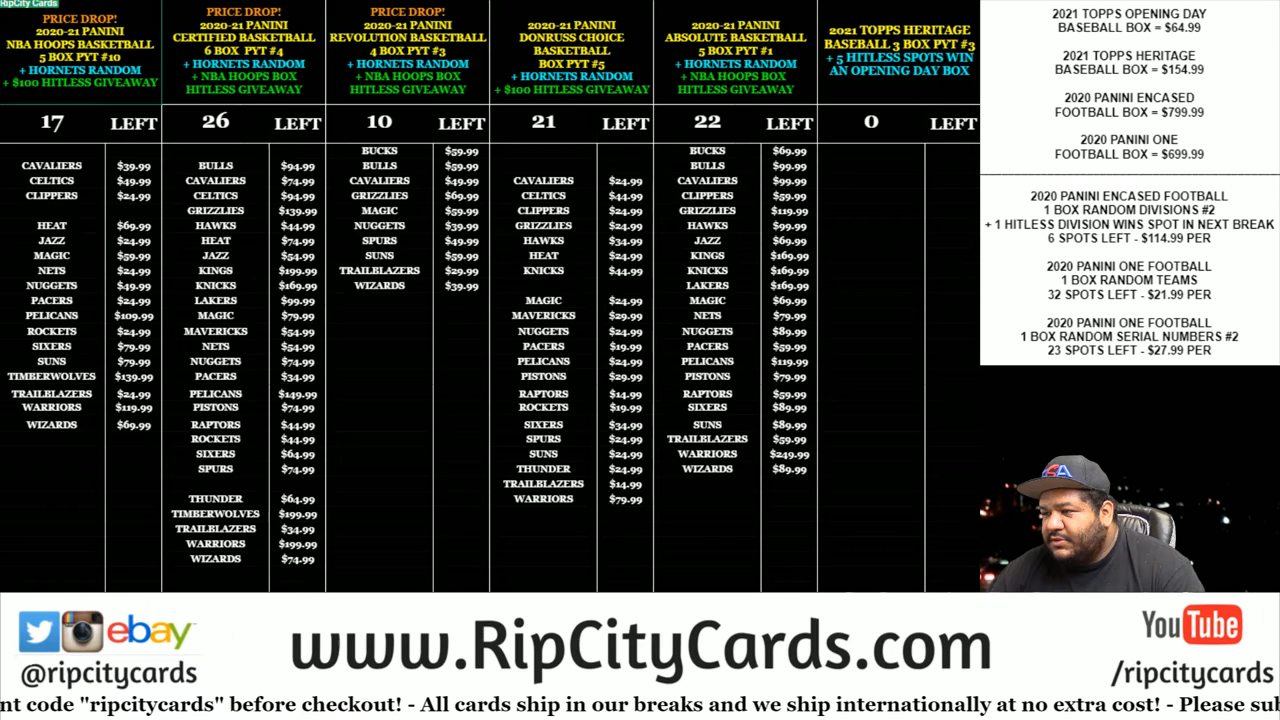 RipCity Cards
PRICE DROP!
2020-21 PANINI
NBA HOOPS BASKETBALL
5 BOX PYT #10
+ HORNETS RANDOM
+ $100 HITLESS GIVEAWAY
17 LEFT
CAVALIERS $39.99
CELTICS $49.99
CLIPPERS $24.99
HEAT $69.99
JAZZ $24.99
MAGIC $59.99
NETS $24.99
NUGGETS $49.99
PACERS $24.99
PELICANS $109.99
ROCKETS $24.99
SIXERS $79.99
SUNS $79.99
TIMBERWOLVES $139.99
TRAILBLAZERS $24.99
WARRIORS $119.99
WIZARDS $69.99
PRICE DROP!
2020-21 PANINI
CERTIFIED BASKETBALL
6 BOX PYT #4
+ HORNETS RANDOM
+ NBA HOOPS BOX
HITLESS GIVEAWAY
26 LEFT
BULLS $94.99
CAVALIERS $74.99
CELTICS $94.99
GRIZZLIES $139.99
HAWKS $44.99
HEAT $74.99
JAZZ $54.99
KINGS $199.99
KNICKS $169.99
LAKERS $99.99
MAGIC $79.99
MAVERICKS $54.99
NETS $54.99
NUGGETS $74.99
PACERS $34.99
PELICANS $149.99
PISTONS $74.99
RAPTORS $44.99
ROCKETS $44.99
SIXERS $64.99
SPURS $74.99
THUNDER $64.99
TIMBERWOLVES $199.99
TRAILBLAZERS $34.99
WARRIORS $199.99
WIZARDS $74.99
PRICE DROP!
2020-21 PANINI
REVOLUTION BASKETBALL
4 BOX PYT #3
+ HORNETS RANDOM
+ NBA HOOPS BOX
HITLESS GIVEAWAY
10 LEFT
BUCKS $59.99
BULLS $59.99
CAVALIERS $49.99
GRIZZLIES $69.99
MAGIC $59.99
NUGGETS $39.99
SPURS $49.99
SUNS $59.99
TRAILBLAZERS $29.99
WIZARDS $39.99
2020-21 PANINI
DONRUSS CHOICE
BASKETBALL
BOX PYT #5
+ HORNETS RANDOM
+ $100 HITLESS GIVEAWAY
21 LEFT
CAVALIERS $24.99
CELTICS $44.99
CLIPPERS $24.99
GRIZZLIES $24.99
HAWKS $34.99
HEAT $24.99
KNICKS $44.99
MAGIC $24.99
MAVERICKS $29.99
NUGGETS $24.99
PACERS $19.99
PELICANS $24.99
PISTONS $29.99
RAPTORS $14.99
ROCKETS $19.99
SIXERS $34.99
SPURS $24.99
SUNS $24.99
THUNDER $24.99
TRAILBLAZERS $14.99
WARRIORS $79.99
2020-21 PANINI
ABSOLUTE BASKETBALL
5 BOX PYT #1
+ HORNETS RANDOM
+ NBA HOOPS BOX
HITLESS GIVEAWAY
22 LEFT
BUCKS $69.99
BULLS $99.99
CAVALIERS $99.99
CLIPPERS $59.99
GRIZZLIES $119.99
HAWKS $99.99
JAZZ $69.99
KINGS $169.99
KNICKS $169.99
LAKERS $169.99
MAGIC $69.99
NETS $79.99
NUGGETS $89.99
PACERS $59.99
PELICANS $119.99
PISTONS $79.99
RAPTORS $59.99
SIXERS $89.99
SUNS $89.99
TRAILBLAZERS $59.99
WARRIORS $249.99
WIZARDS $89.99
2021 TOPPS HERITAGE
BASEBALL 3 BOX PYT #3
+ 5 HITLESS SPOTS WIN
AN OPENING DAY BOX
0 LEFT
2021 TOPPS OPENING DAY
BASEBALL BOX = $64.99
2021 TOPPS HERITAGE
BASEBALL BOX = $154.99
2020 PANINI ENCASED
FOOTBALL BOX = $799.99
2020 PANINI ONE
FOOTBALL BOX = $699.99
2020 PANINI ENCASED FOOTBALL
1 BOX RANDOM DIVISIONS #2
+ 1 HITLESS DIVISION WINS SPOT IN NEXT BREAK
6 SPOTS LEFT - $114.99 PER
2020 PANINI ONE FOOTBALL
1 BOX RANDOM TEAMS
32 SPOTS LEFT - $21.99 PER
2020 PANINI ONE FOOTBALL
1 BOX RANDOM SERIAL NUMBERS #2
23 SPOTS LEFT - $27.99 PER
ebay
@ripcitycards
www.RipCityCards.com
You Tube
/ripcitycards
nt code "ripcitycards" before checkout! - All cards ship in our breaks and we ship internationally at no extra cost! - Please sul